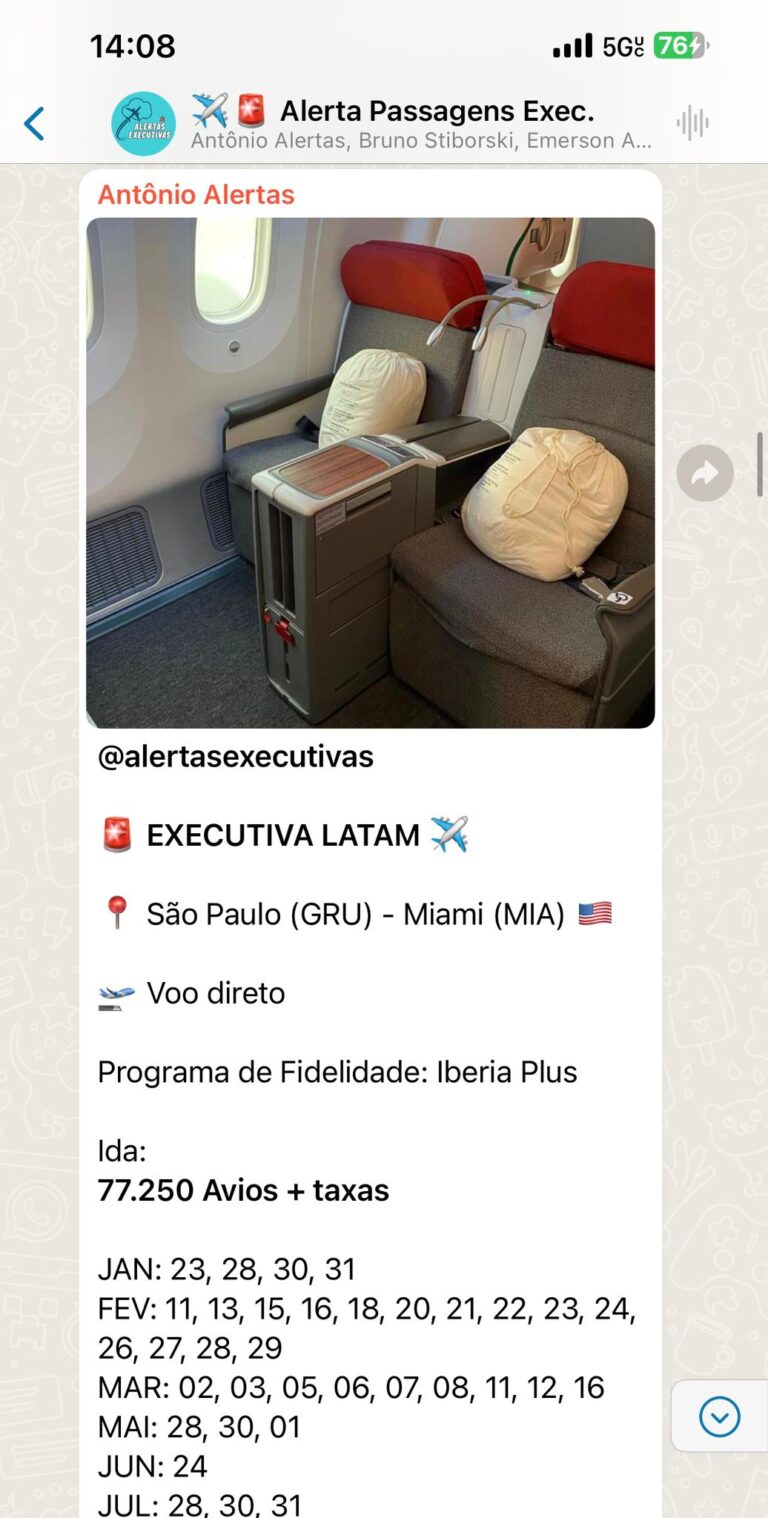 14:08
5G UC
76
ALERTAS
EXECUTIVAS
✈️🚨 Alerta Passagens Exec.
Antônio Alertas, Bruno Stiborski, Emerson A...
Antônio Alertas
@alertasexecutivas
🚨 EXECUTIVA LATAM ✈️
📍 São Paulo (GRU) - Miami (MIA) 🇺🇸
🛫 Voo direto
Programa de Fidelidade: Iberia Plus
Ida:
77.250 Avios + taxas
JAN: 23, 28, 30, 31
FEV: 11, 13, 15, 16, 18, 20, 21, 22, 23, 24,
26, 27, 28, 29
MAR: 02, 03, 05, 06, 07, 08, 11, 12, 16
MAI: 28, 30, 01
JUN: 24
JUL: 28, 30, 31